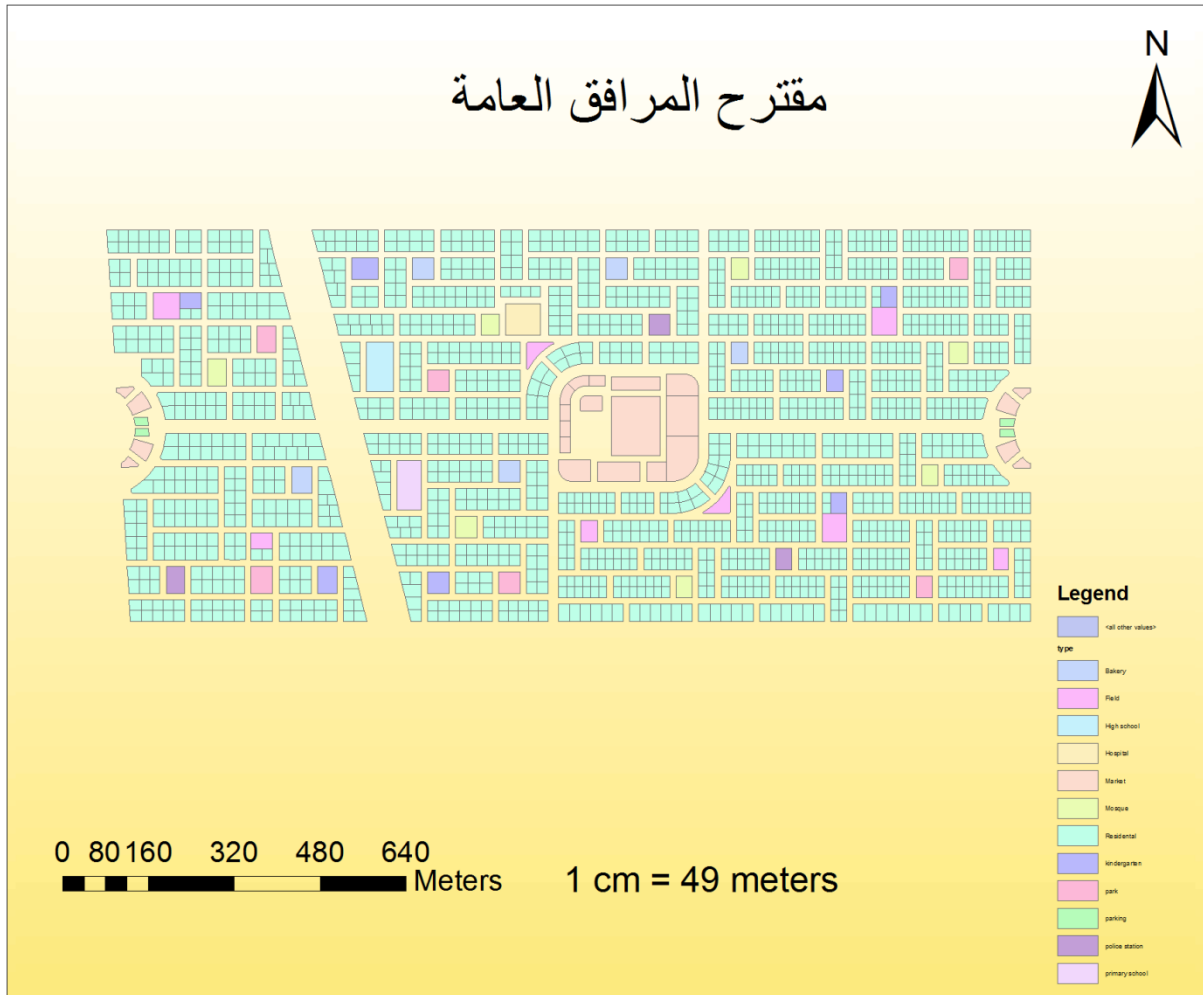 N
مقترح المرافق العامة
Legend
<all other values>
type
Bakery
Field
High school
Hospital
Market
Mosque
Residental
kindergarten
park
parking
police station
primary school
0 80 160 320 480 640
Meters
1 cm = 49 meters